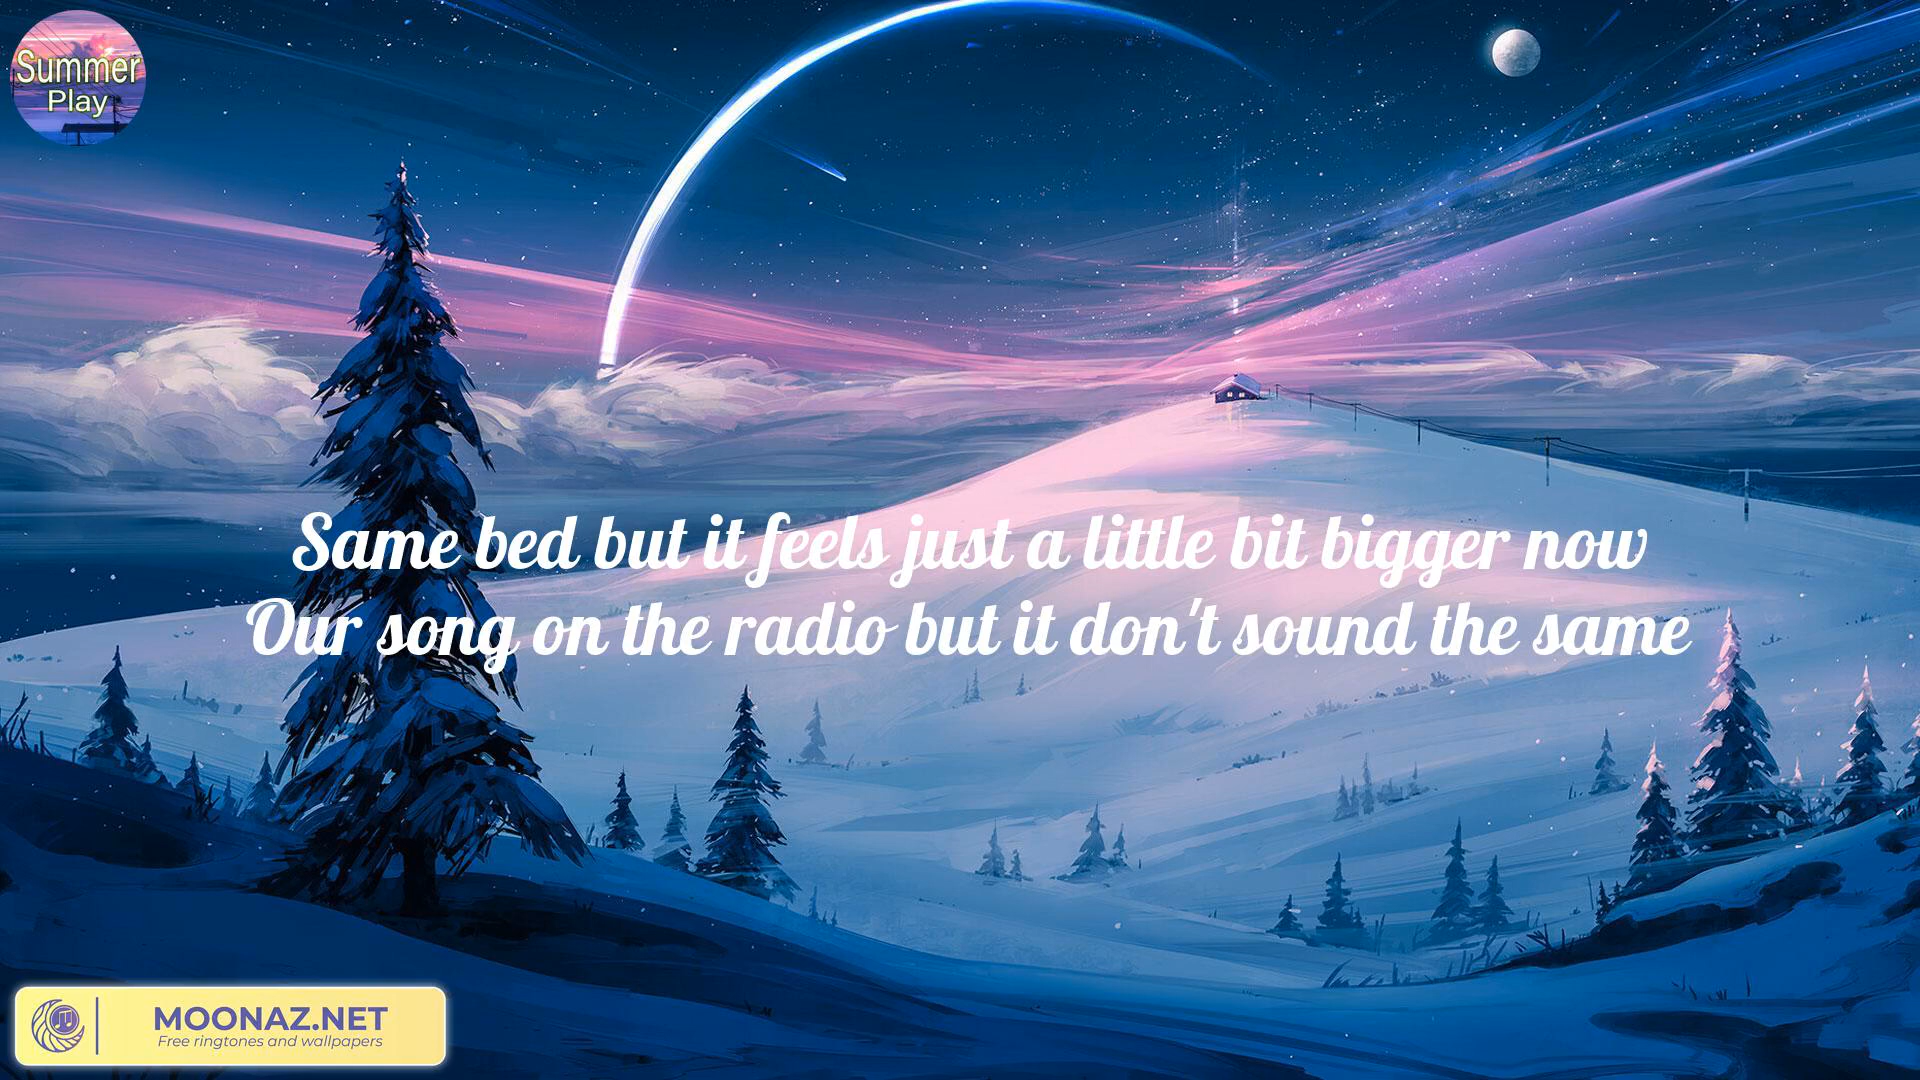 Summer
Play
Same bed but it feels just a little bit bigger now
Our song on the radio but it don't sound the same
MOONAZ.NET
Free ringtones and wallpapers